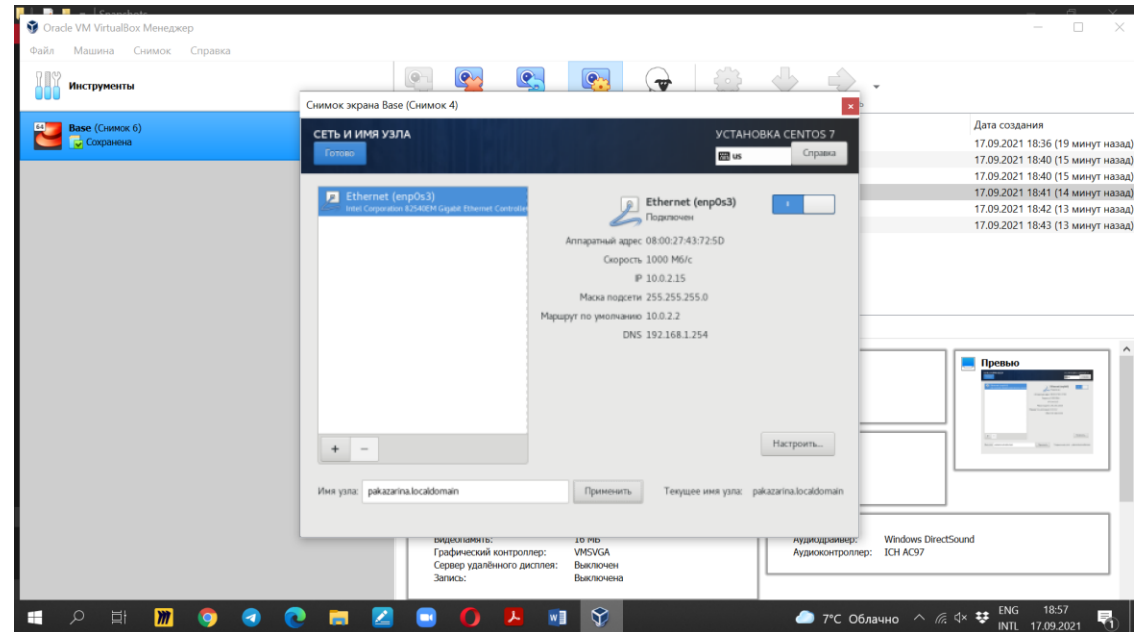 Snapshots
Oracle VM VirtualBox Менеджер
Файл Машина Снимок Справка
Инструменты
64 Base (Снимок 6)
Сохранена
Снимок экрана Base (Снимок 4)
СЕТЬ И ИМЯ УЗЛА
УСТАНОВКА CENTOS 7
Готово
us
Справка
Ethernet (enp0s3)
Intel Corporation 82540EM Gigabit Ethernet Controller
Ethernet (enp0s3)
Подключен
Аппаратный адрес 08:00:27:43:72:5D
Скорость 1000 Мб/с
IP 10.0.2.15
Маска подсети 255.255.255.0
Маршрут по умолчанию 10.0.2.2
DNS 192.168.1.254
+ −
Настроить...
Имя узла: pakazarina.localdomain
Применить
Текущее имя узла: pakazarina.localdomain
Дата создания
17.09.2021 18:36 (19 минут назад)
17.09.2021 18:40 (15 минут назад)
17.09.2021 18:40 (15 минут назад)
17.09.2021 18:41 (14 минут назад)
17.09.2021 18:42 (13 минут назад)
17.09.2021 18:43 (13 минут назад)
Превью
Видеопамять: 16 МБ
Графический контроллер: VMSVGA
Сервер удалённого дисплея: Выключен
Запись: Выключена
Аудиодрайвер: Windows DirectSound
Аудиоконтроллер: ICH AC97
7°C Облачно
ENG
INTL
18:57
17.09.2021
1